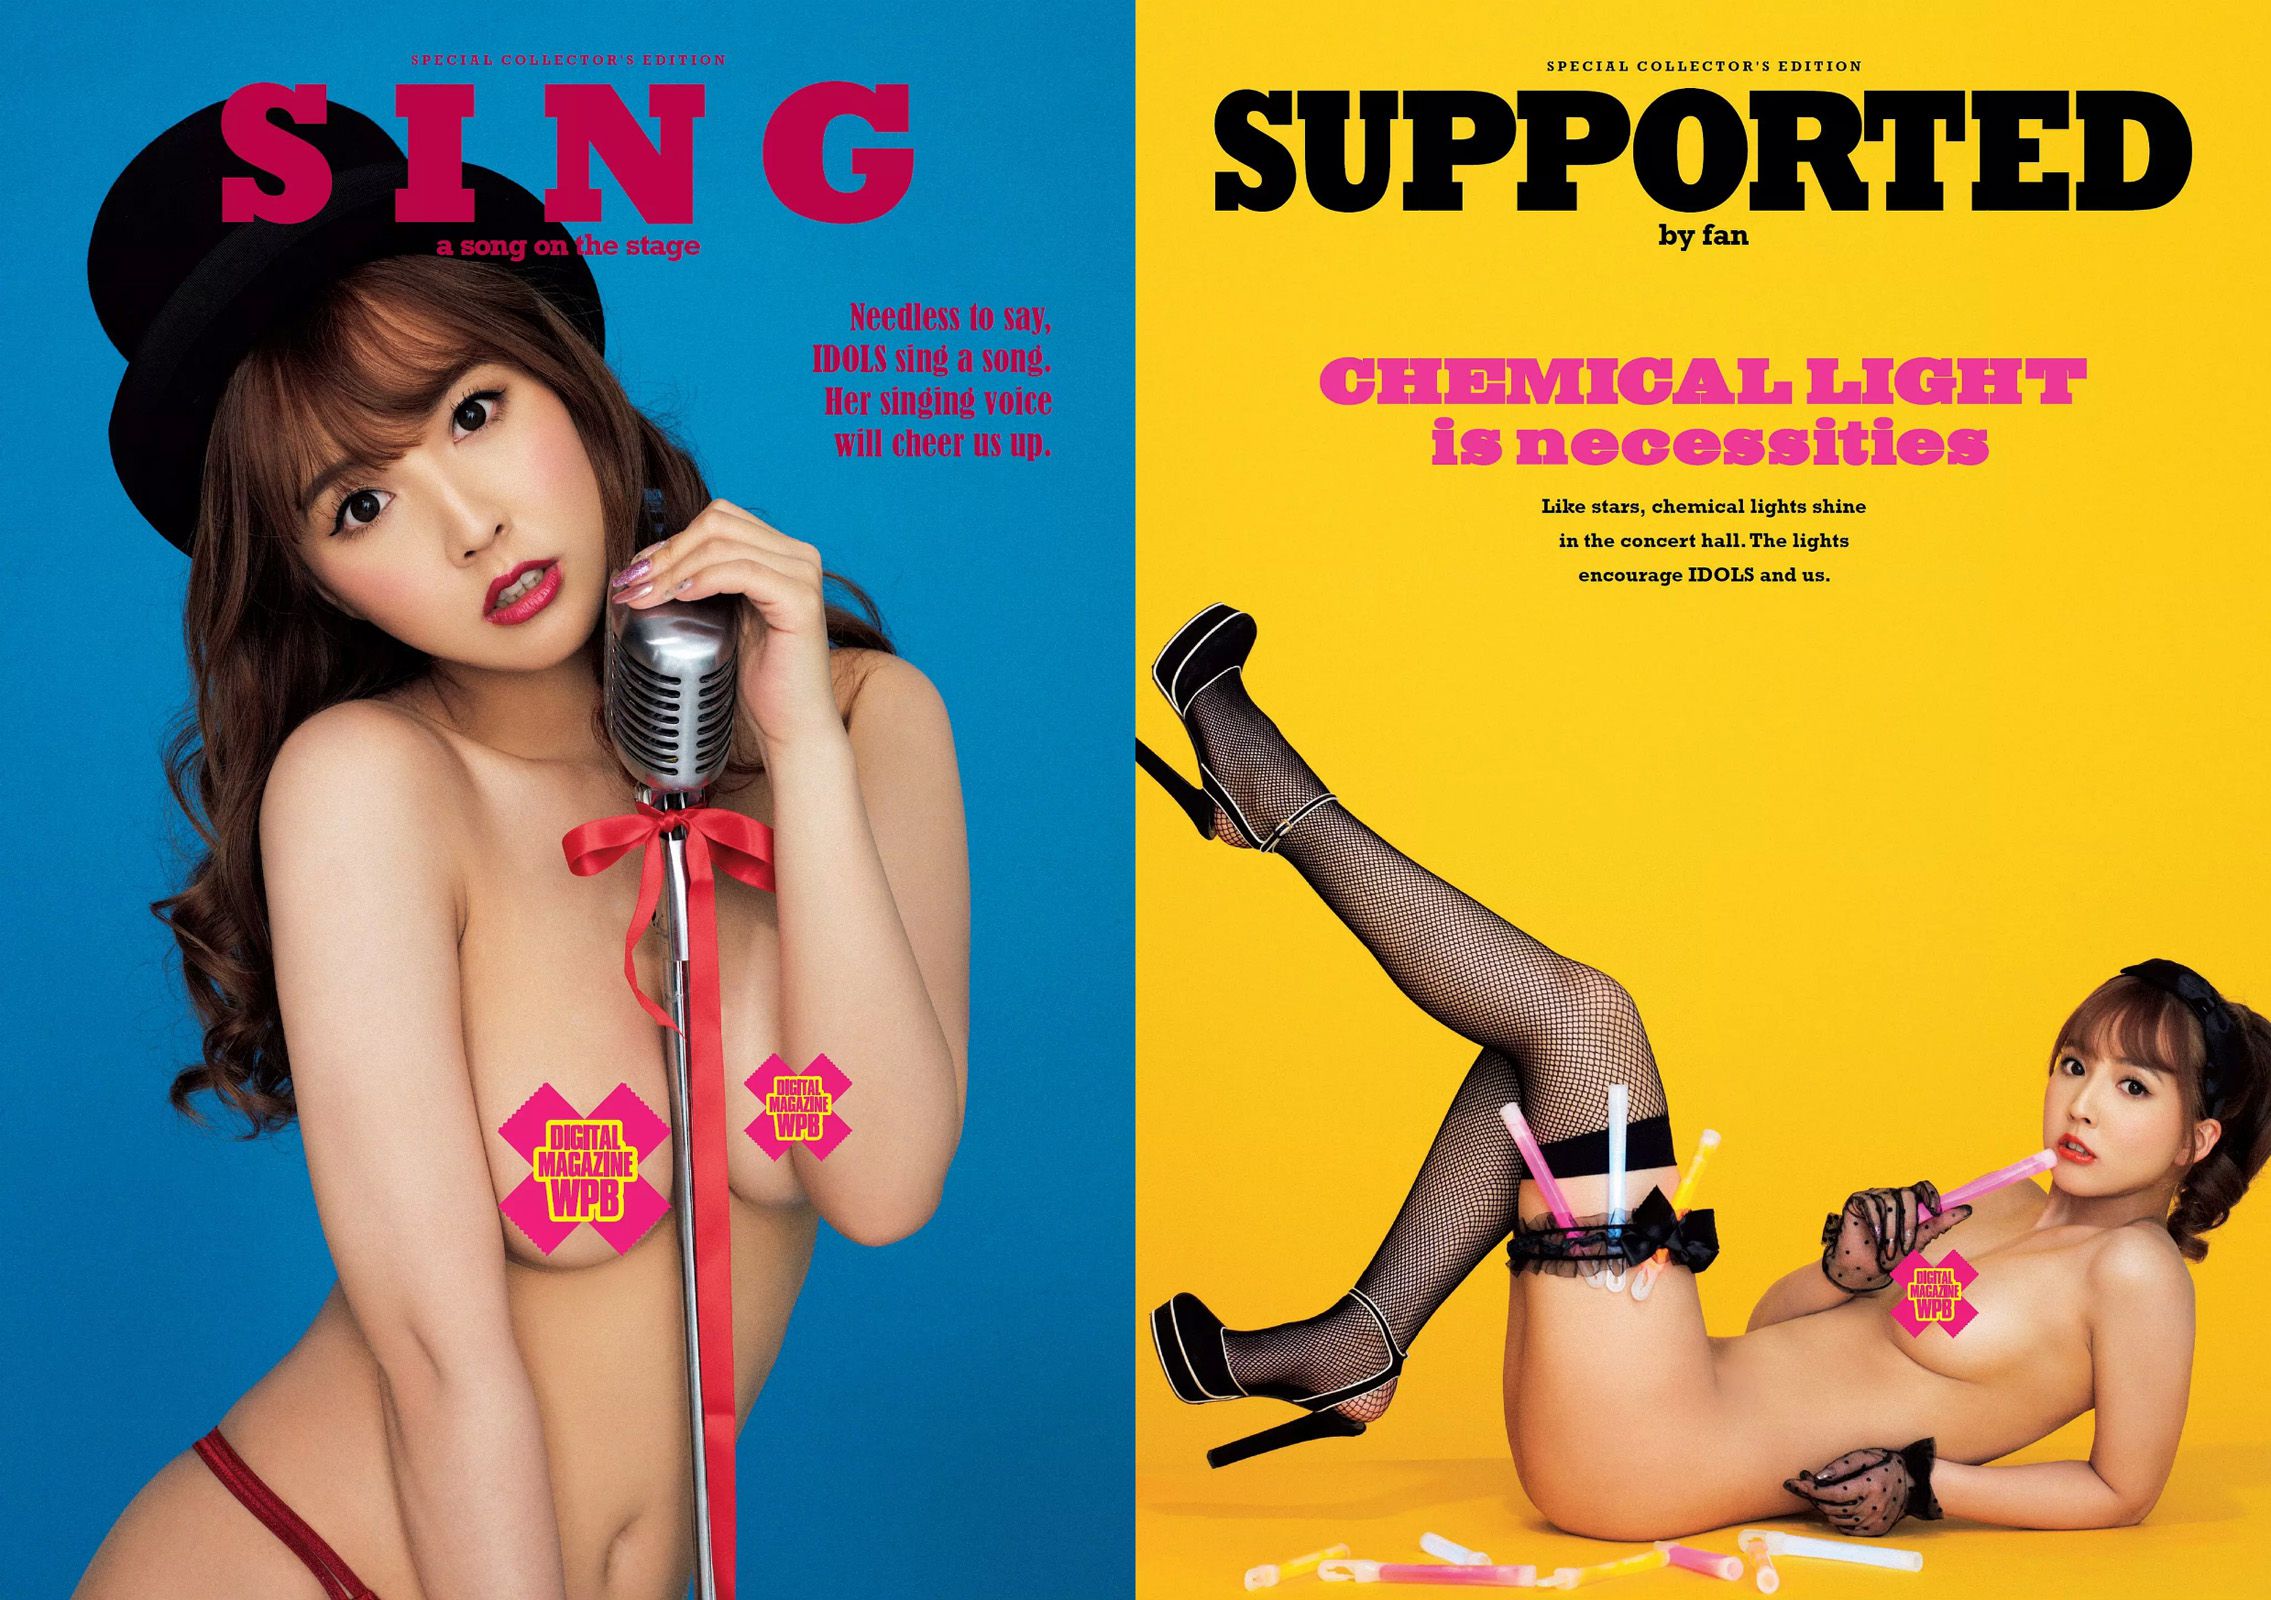 SPECIAL COLLECTOR'S EDITION
SING
a song on the stage
Needless to say,
IDOLS sing a song.
Her singing voice
will cheer us up.
DIGITAL
MAGAZINE
WPB
DIGITAL
MAGAZINE
WPB
SPECIAL COLLECTOR'S EDITION
SUPPORTED
by fan
CHEMICAL LIGHT
is necessities
Like stars, chemical lights shine
in the concert hall. The lights
encourage IDOLS and us.
DIGITAL
MAGAZINE
WPB